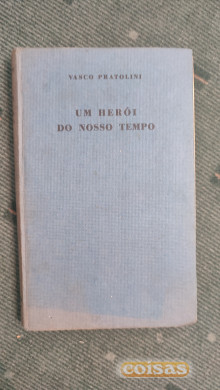 VASCO PRATOLINI
UM HERÓI
DO NOSSO TEMPO
coisas